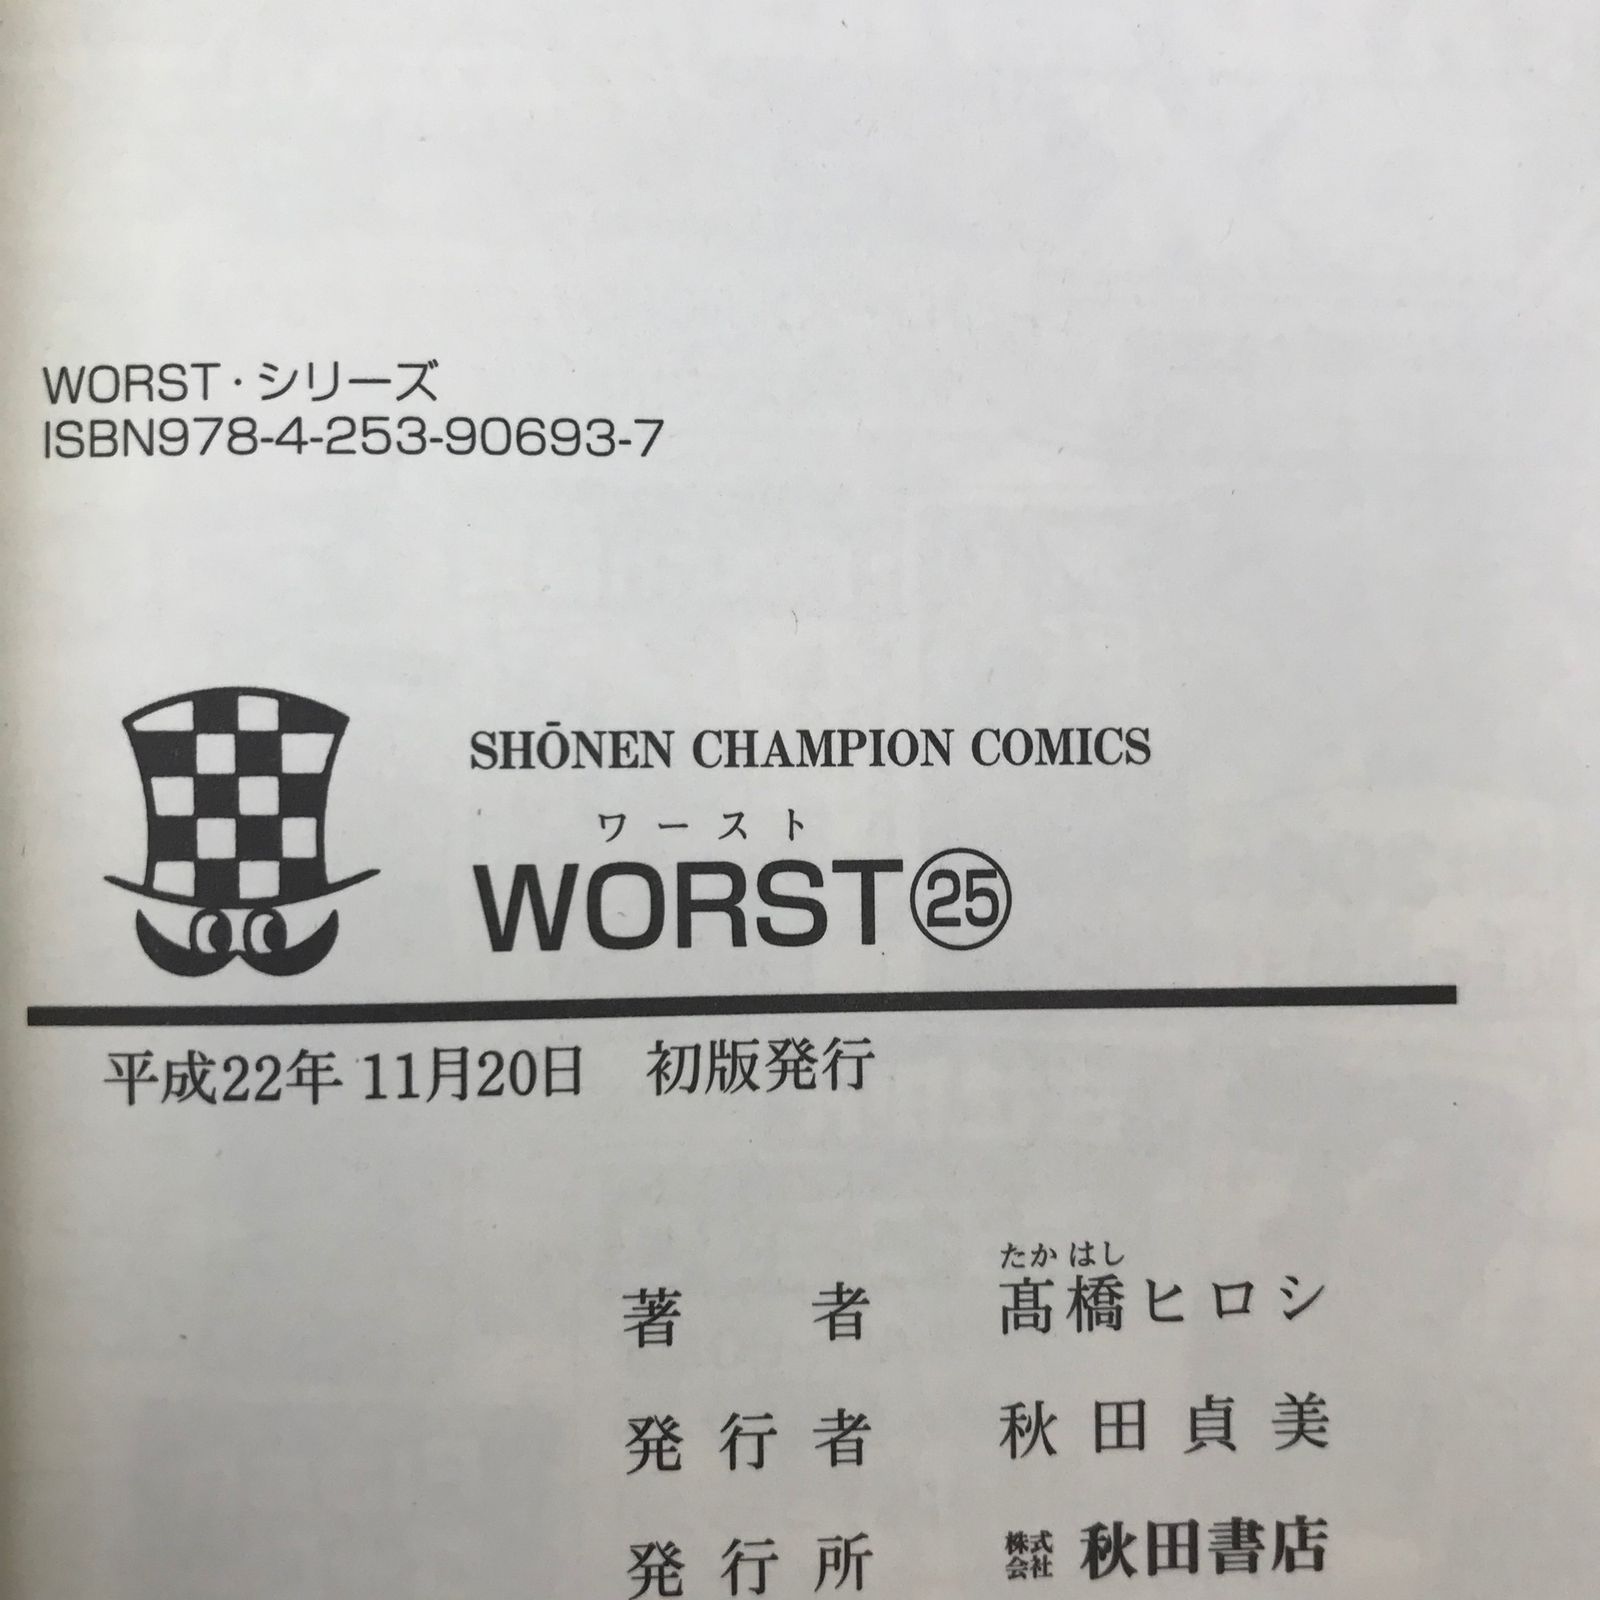 WORST・シリーズ
ISBN978-4-253-90693-7
SHŌNEN CHAMPION COMICS
ワースト
WORST㉕
平成22年11月20日 初版発行
たか はし
著者 髙橋ヒロシ
発行者 秋田貞美
発行所 株式会社 秋田書店